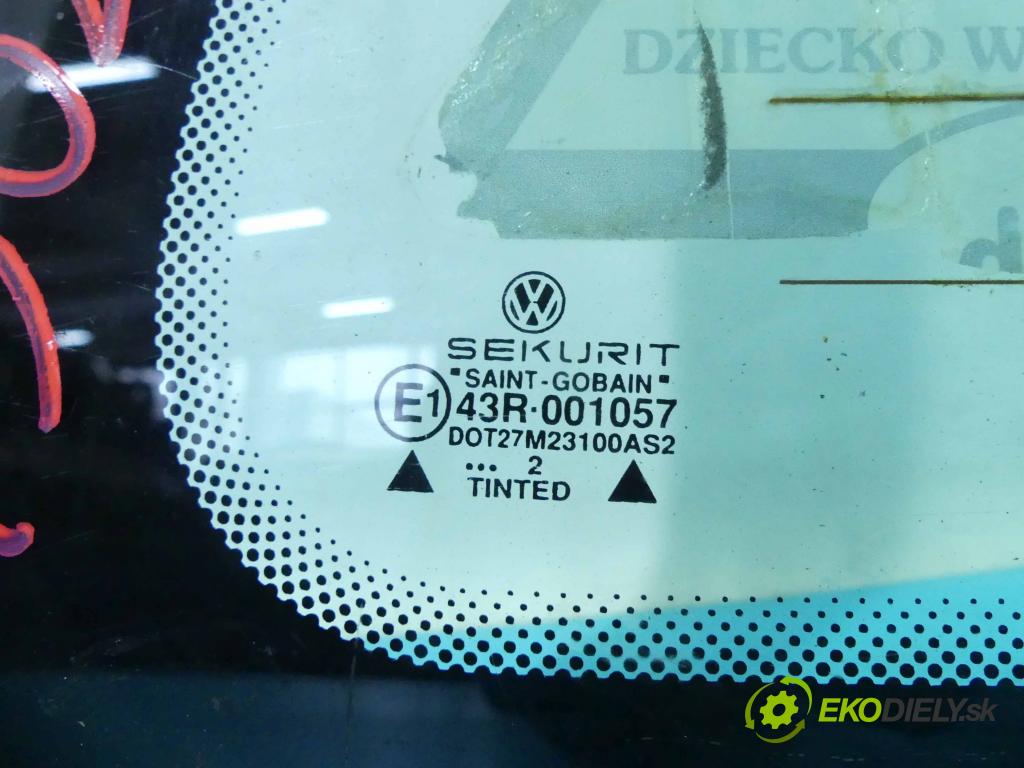 DZIECKO W
SEKURIT
"SAINT-GOBAIN"
E1 43R-001057
DOT27M23100AS2
... 2
TINTED
EKODIELY.sk